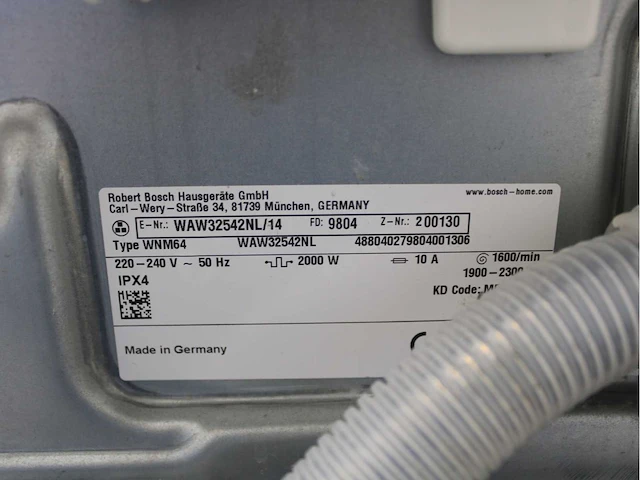 Robert Bosch Hausgeräte GmbH
www.bosch-home.com
Carl-Wery-Straße 34, 81739 München, GERMANY
E-Nr.: WAW32542NL/14 FD: 9804 Z-Nr.: 200130
Type WNM64 WAW32542NL 488040279804001306
220-240 V ~ 50 Hz 2000 W 10 A 1600/min
1900-2300
IPX4 KD Code:
Made in Germany